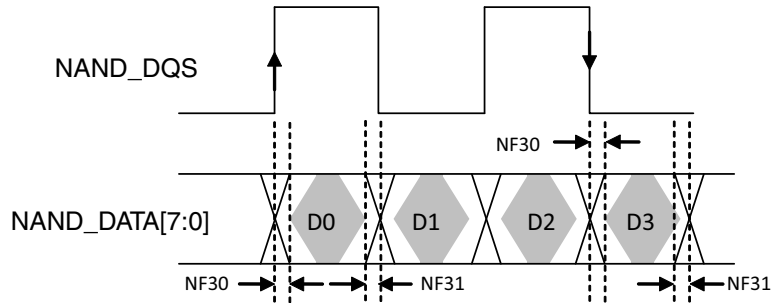 NAND_DQS
NF30
NAND_DATA[7:0]
D0
D1
D2
D3
NF30
NF31
NF31